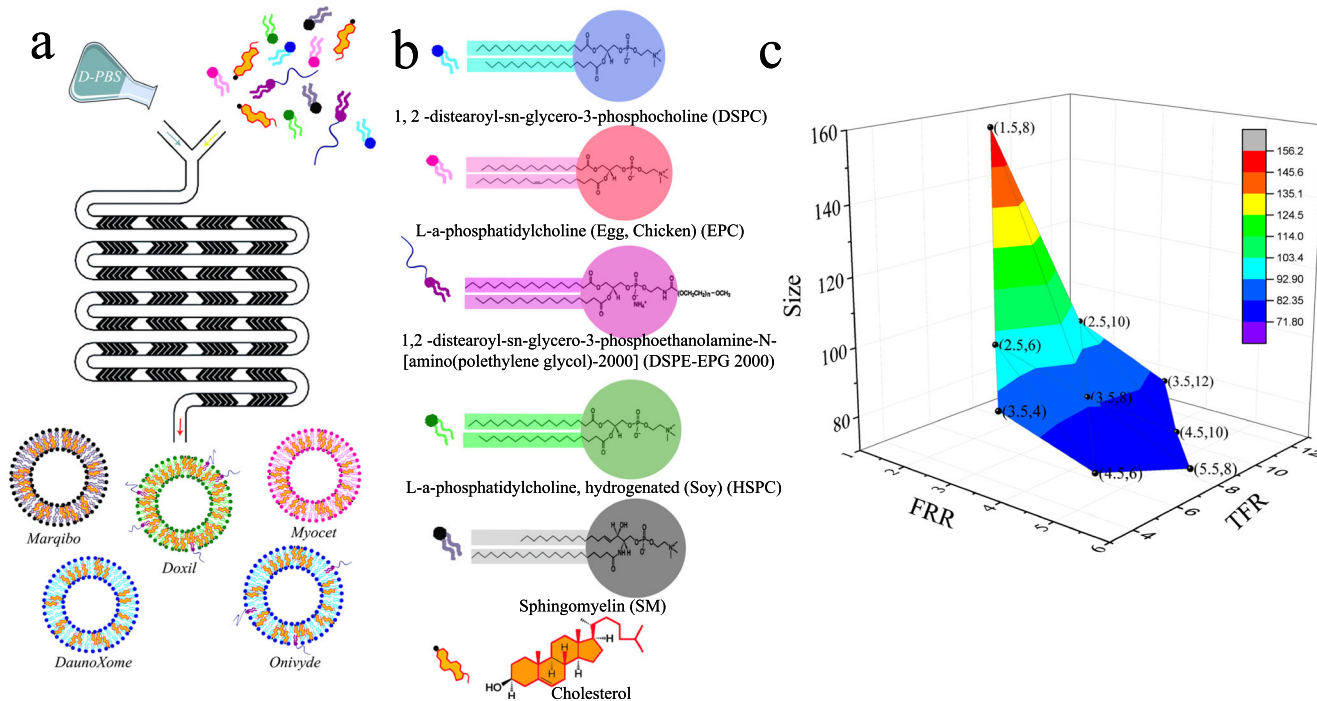 a
D-PBS
Marqibo
Doxil
Myocet
DaunoXome
Onivyde
b
1, 2 -distearoyl-sn-glycero-3-phosphocholine (DSPC)
L-a-phosphatidylcholine (Egg, Chicken) (EPC)
1,2 -distearoyl-sn-glycero-3-phosphoethanolamine-N-
[amino(polethylene glycol)-2000] (DSPE-EPG 2000)
L-a-phosphatidylcholine, hydrogenated (Soy) (HSPC)
Sphingomyelin (SM)
Cholesterol
c
Size
160
140
120
100
80
FRR
1
2
3
4
5
6
TFR
4
6
8
10
12
(1.5,8)
(2.5,10)
(2.5,6)
(3.5,12)
(3.5,8)
(3.5,4)
(4.5,10)
(4.5,6)
(5.5,8)
156.2
145.6
135.1
124.5
114.0
103.4
92.90
82.35
71.80